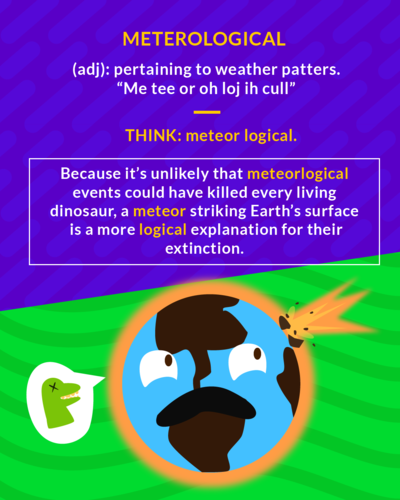 METEROLOGICAL
(adj): pertaining to weather patters.
“Me tee or oh loj ih cull”
THINK: meteor logical.
Because it’s unlikely that meteorlogical
events could have killed every living
dinosaur, a meteor striking Earth’s surface
is a more logical explanation for their
extinction.